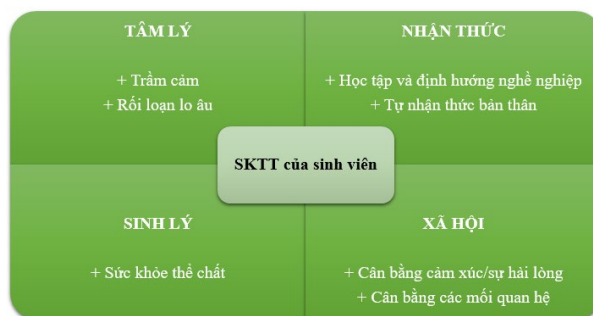 TÂM LÝ
+ Trầm cảm
+ Rối loạn lo âu
NHẬN THỨC
+ Học tập và định hướng nghề nghiệp
+ Tự nhận thức bản thân
SKTT của sinh viên
SINH LÝ
+ Sức khỏe thể chất
XÃ HỘI
+ Cân bằng cảm xúc/sự hài lòng
+ Cân bằng các mối quan hệ